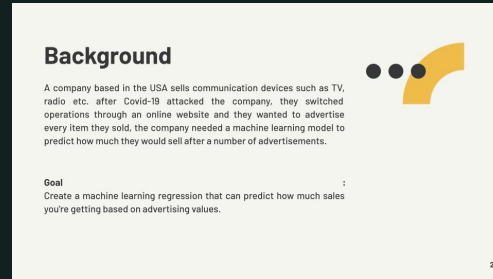 Background
A company based in the USA sells communication devices such as TV,
radio etc. after Covid-19 attacked the company, they switched
operations through an online website and they wanted to advertise
every item they sold, the company needed a machine learning model to
predict how much they would sell after a number of advertisements.
Goal :
Create a machine learning regression that can predict how much sales
you're getting based on advertising values.
2